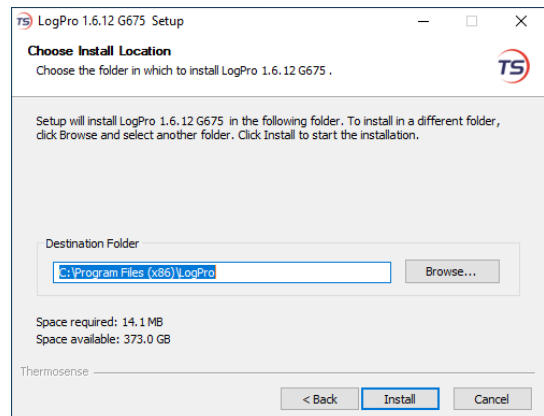 TS LogPro 1.6.12 G675 Setup
Choose Install Location
Choose the folder in which to install LogPro 1.6.12 G675 .
TS
Setup will install LogPro 1.6.12 G675 in the following folder. To install in a different folder,
click Browse and select another folder. Click Install to start the installation.
Destination Folder
C:\Program Files (x86)\LogPro
Browse...
Space required: 14.1 MB
Space available: 373.0 GB
Thermosense
< Back Install Cancel